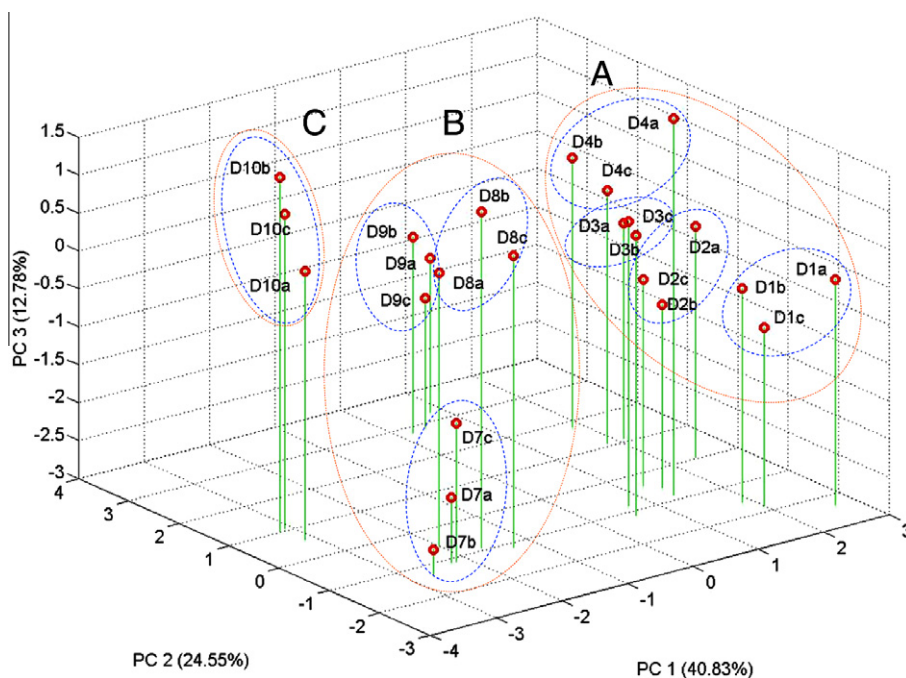 A
B
C
D4a
D4b
D4c
D10b
D8b
D3c
D10c
D9b
D3a
D8c
D3b
D2a
D9a
D10a
D8a
D2c
D1b
D1a
D9c
D2b
D1c
D7c
D7a
D7b
1.5
1
0.5
0
-0.5
-1
-1.5
-2
-2.5
-3
PC 3 (12.78%)
4
3
2
1
0
-1
-2
-3
PC 2 (24.55%)
-4
-3
-2
-1
0
1
2
3
PC 1 (40.83%)